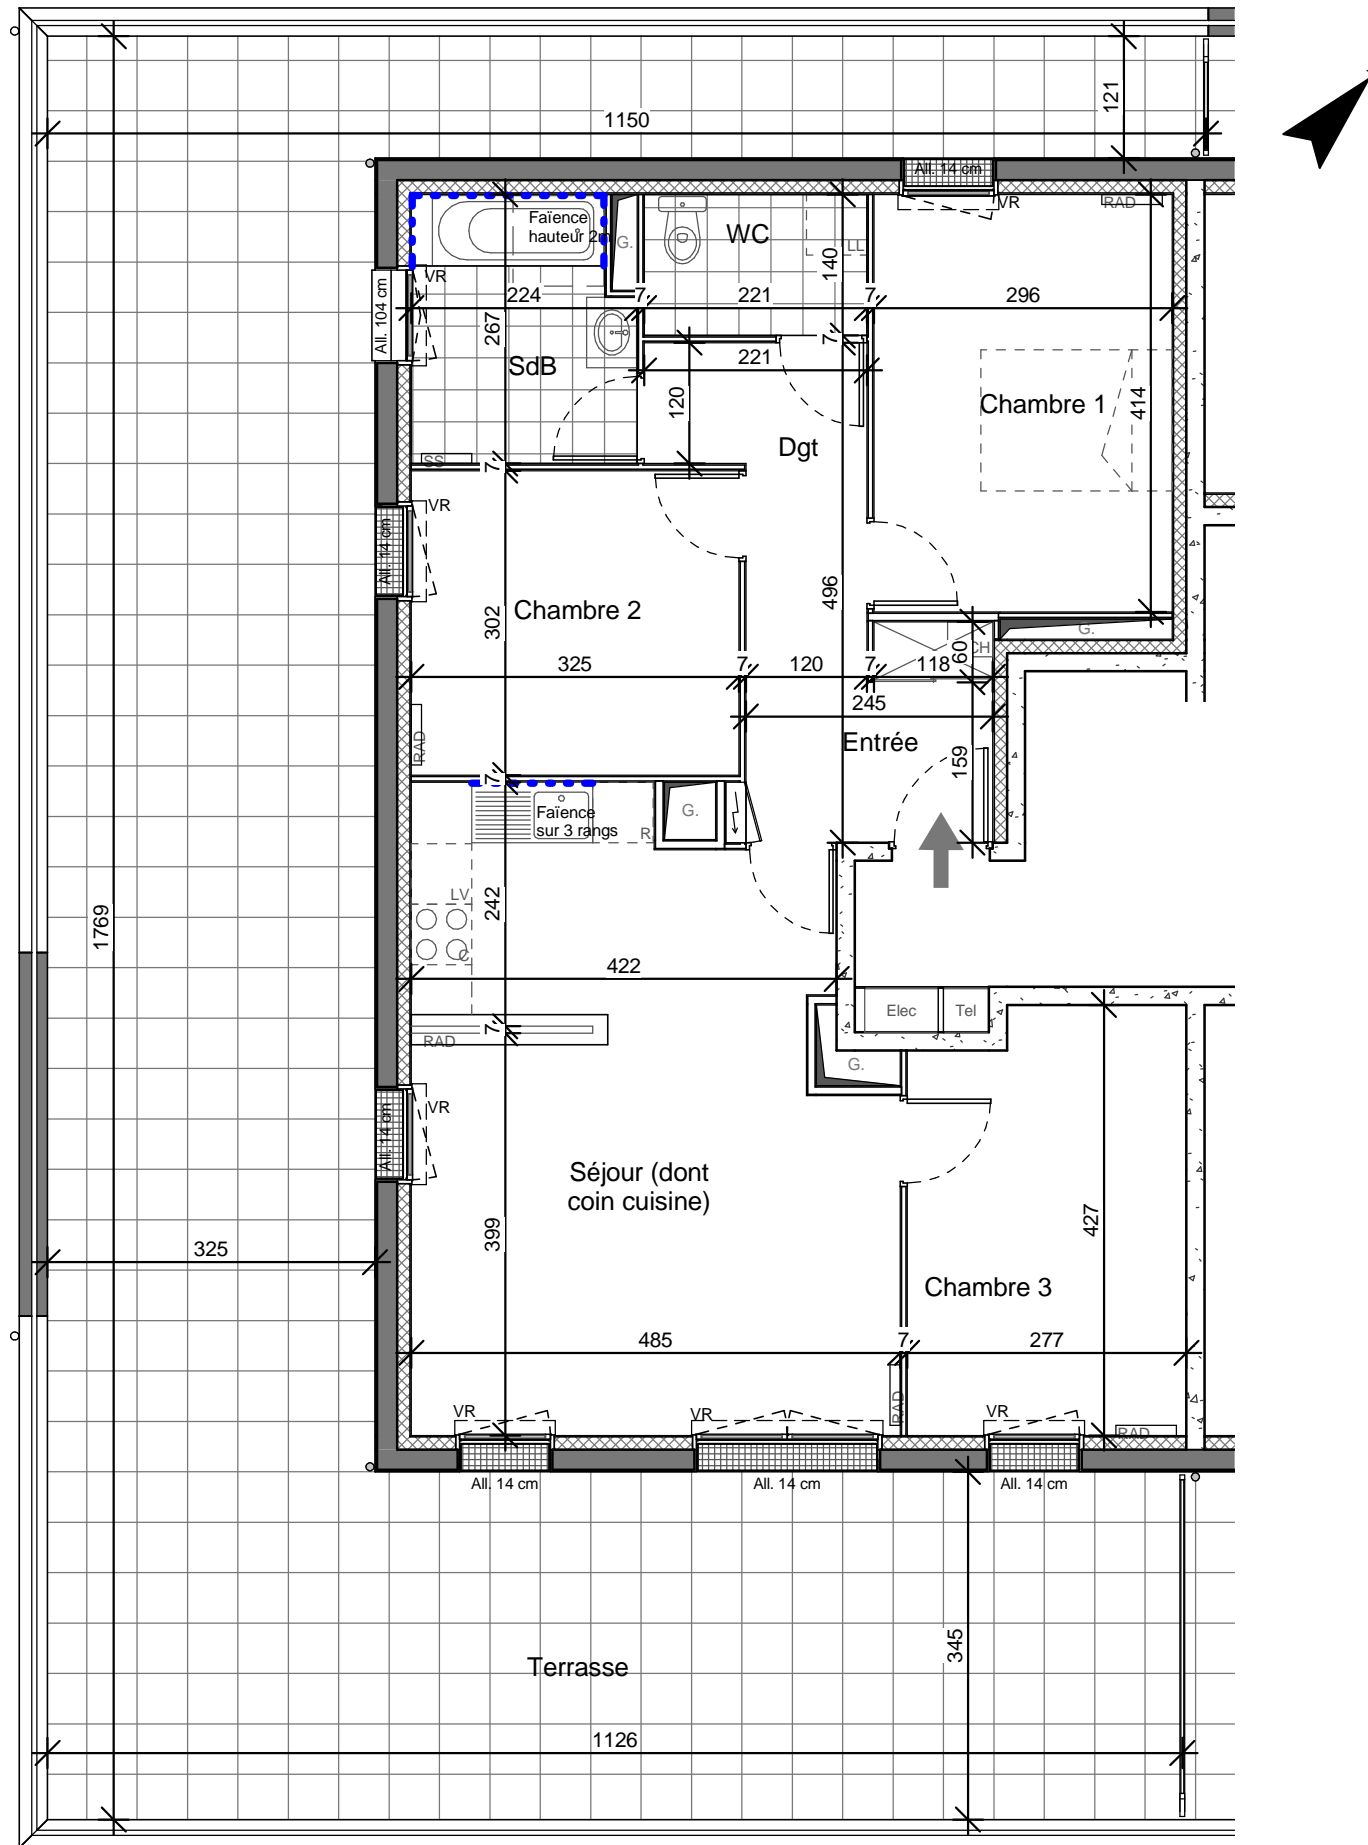 121
1150
All. 14 cm
VR
RAD
Faïence
hauteur 2m
G.
WC
LL
140
VR
All. 104 cm
224
7
221
7
296
267
7
SdB
221
120
Chambre 1
414
Dgt
SS
7
VR
All. 14 cm
496
Chambre 2
302
G.
CH
60
325
7
120
7
118
245
RAD
Entrée
159
7
Faïence
sur 3 rangs
R
G.
LV
242
C
1769
422
Elec
Tel
7
RAD
G.
VR
All. 14 cm
Séjour (dont
coin cuisine)
399
427
325
Chambre 3
485
7
277
RAD
VR
VR
VR
RAD
All. 14 cm
All. 14 cm
All. 14 cm
345
Terrasse
1126